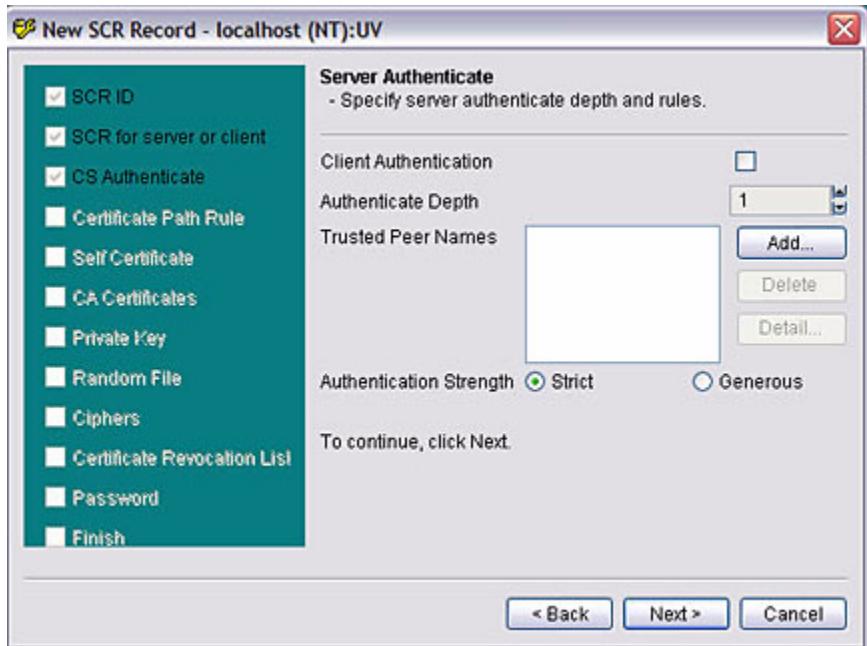 New SCR Record - localhost (NT):UV
SCR ID
SCR for server or client
CS Authenticate
Certificate Path Rule
Self Certificate
CA Certificates
Private Key
Random File
Ciphers
Certificate Revocation List
Password
Finish
Server Authenticate
- Specify server authenticate depth and rules.
Client Authentication
Authenticate Depth 1
Trusted Peer Names
Add...
Delete
Detail...
Authentication Strength Strict Generous
To continue, click Next.
< Back Next > Cancel